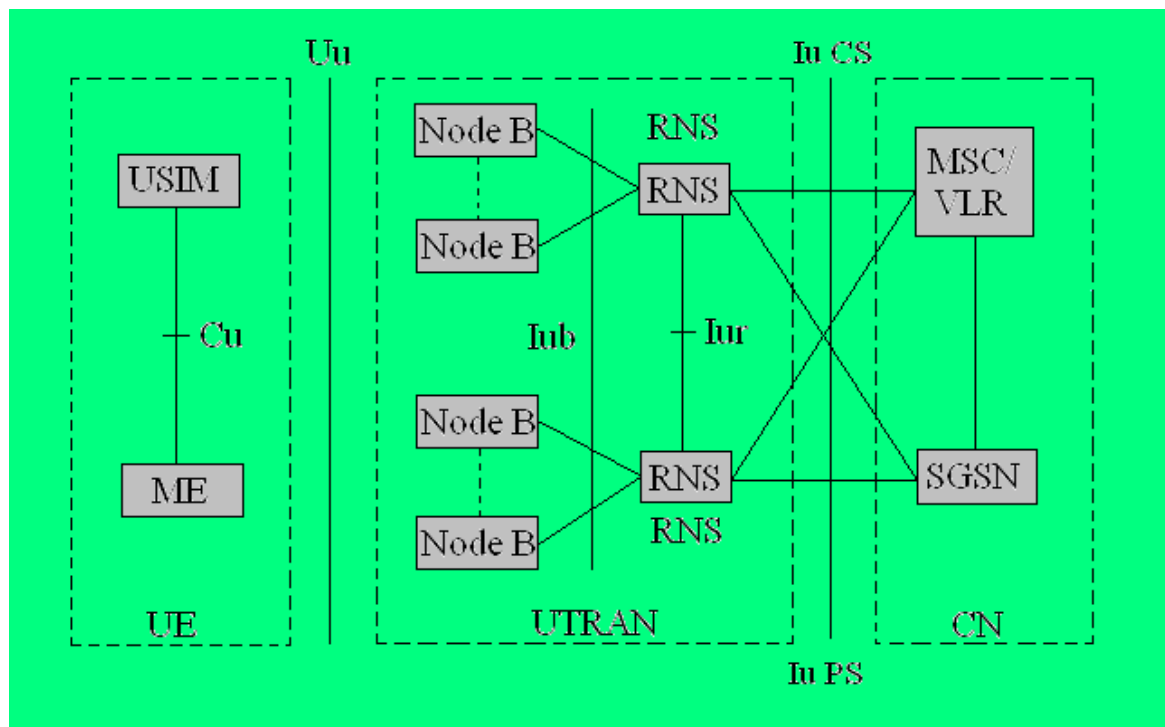 Uu
Iu CS
Node B
RNS
USIM
RNS
MSC/
VLR
Node B
Cu
Iub
Iur
Node B
ME
RNS
SGSN
Node B
RNS
UE
UTRAN
CN
Iu PS